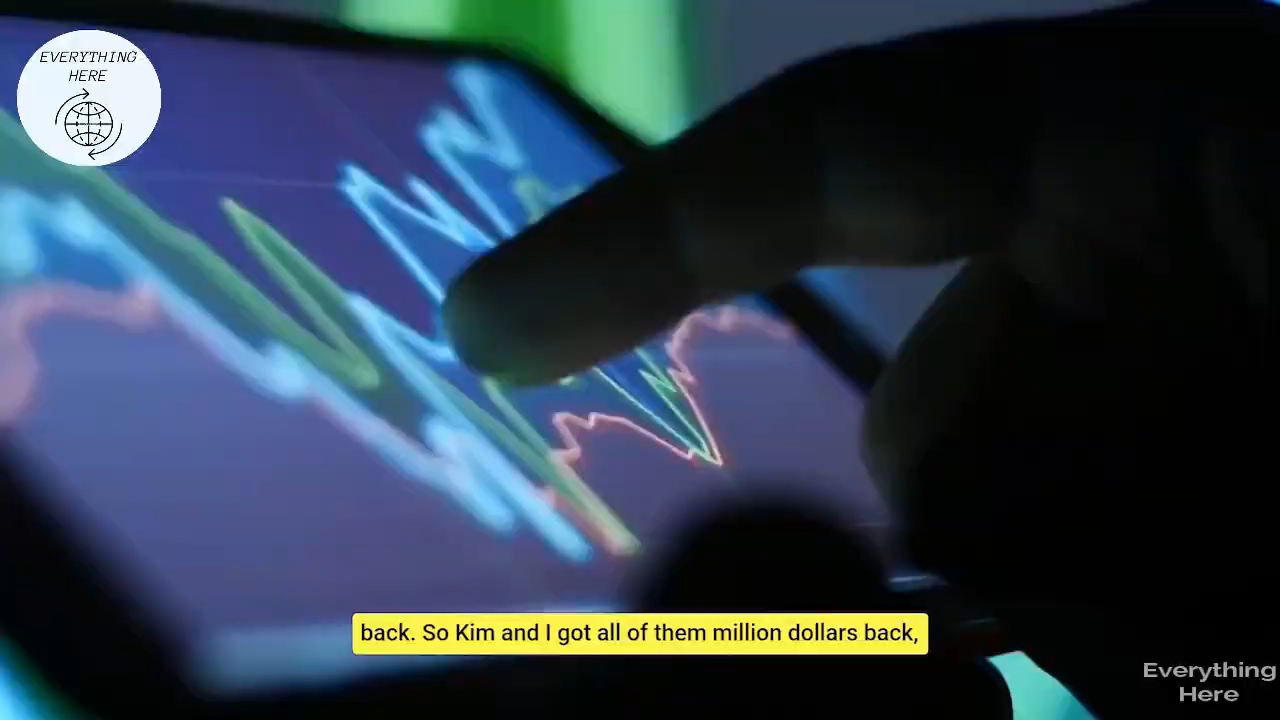 EVERYTHING
HERE
back. So Kim and I got all of them million dollars back,
Everything
Here